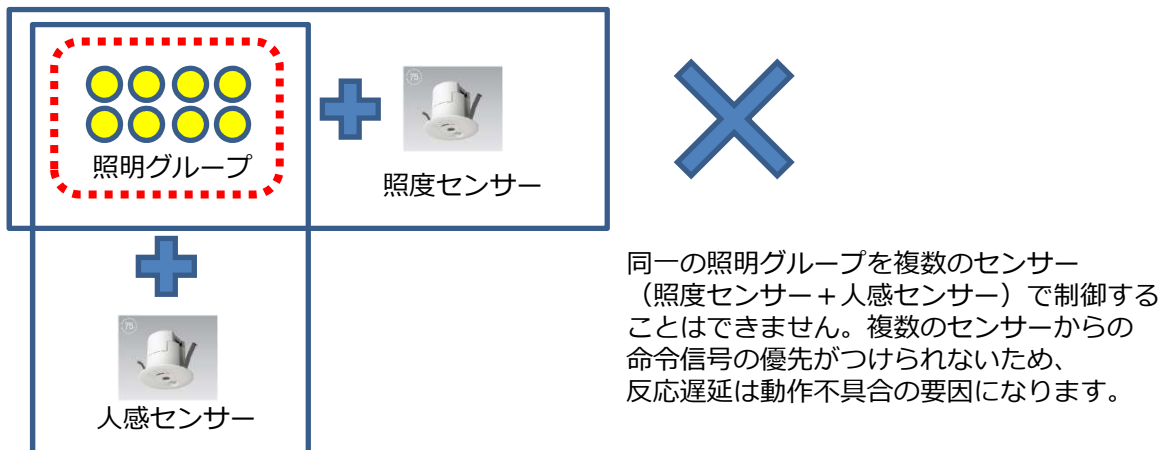 照明グループ
75
照度センサー
75
人感センサー
同一の照明グループを複数のセンサー
（照度センサー＋人感センサー）で制御する
ことはできません。複数のセンサーからの
命令信号の優先がつけられないため、
反応遅延は動作不具合の要因になります。